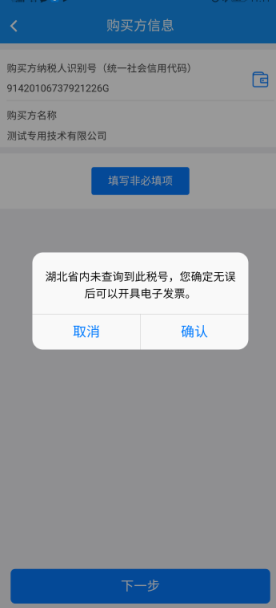 购买方信息
购买方纳税人识别号（统一社会信用代码）
91420106737921226G
购买方名称
测试专用技术有限公司
填写非必填项
湖北省内未查询到此税号，您确定无误
后可以开具电子发票。
取消
确认
下一步